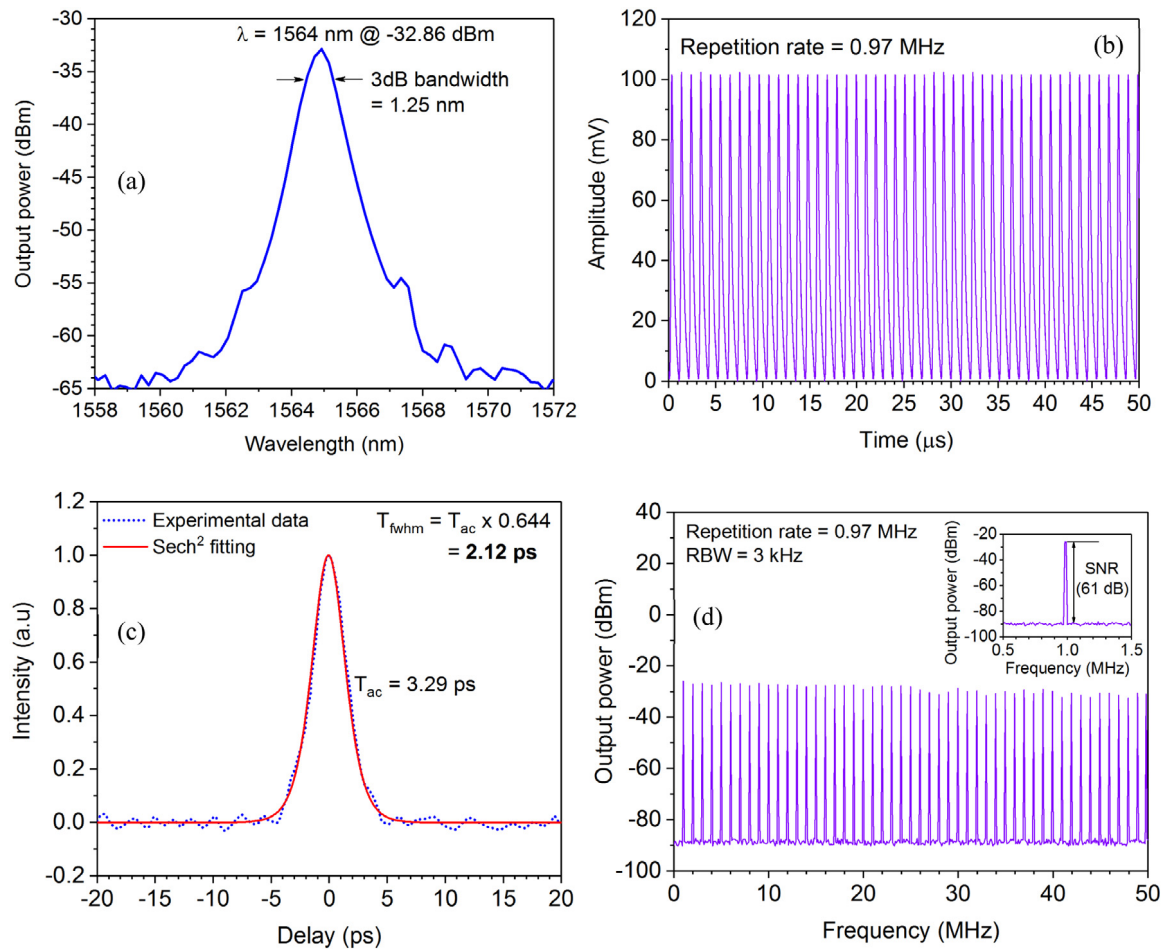 λ = 1564 nm @ -32.86 dBm
3dB bandwidth
= 1.25 nm
(a)
Output power (dBm)
-30
-35
-40
-45
-50
-55
-60
-65
1558 1560 1562 1564 1566 1568 1570 1572
Wavelength (nm)
Repetition rate = 0.97 MHz
(b)
Amplitude (mV)
120
100
80
60
40
20
0
0 5 10 15 20 25 30 35 40 45 50
Time (μs)
Experimental data
Sech² fitting
T_fwhm = T_ac x 0.644
= 2.12 ps
(c)
T_ac = 3.29 ps
Intensity (a.u)
1.2
1.0
0.8
0.6
0.4
0.2
0.0
-0.2
-20 -15 -10 -5 0 5 10 15 20
Delay (ps)
Repetition rate = 0.97 MHz
RBW = 3 kHz
(d)
Output power (dBm)
40
20
0
-20
-40
-60
-80
-100
0 10 20 30 40 50
Frequency (MHz)
Output power (dBm)
-20
-40
-60
-80
-100
SNR
(61 dB)
0.5 1.0 1.5
Frequency (MHz)